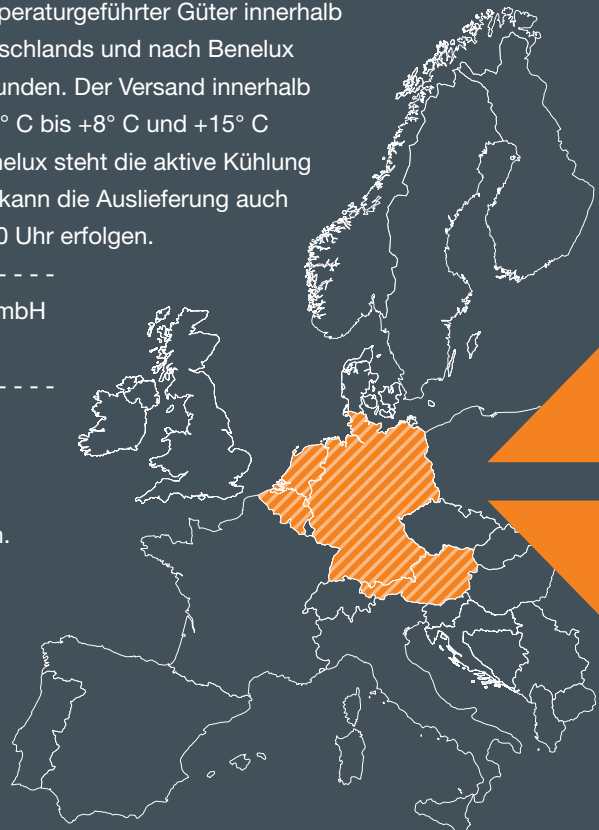 peraturgeführter Güter innerhalb
schlands und nach Benelux
unden. Der Versand innerhalb
° C bis +8° C und +15° C
nelux steht die aktive Kühlung
kann die Auslieferung auch
0 Uhr erfolgen.
mbH
n.